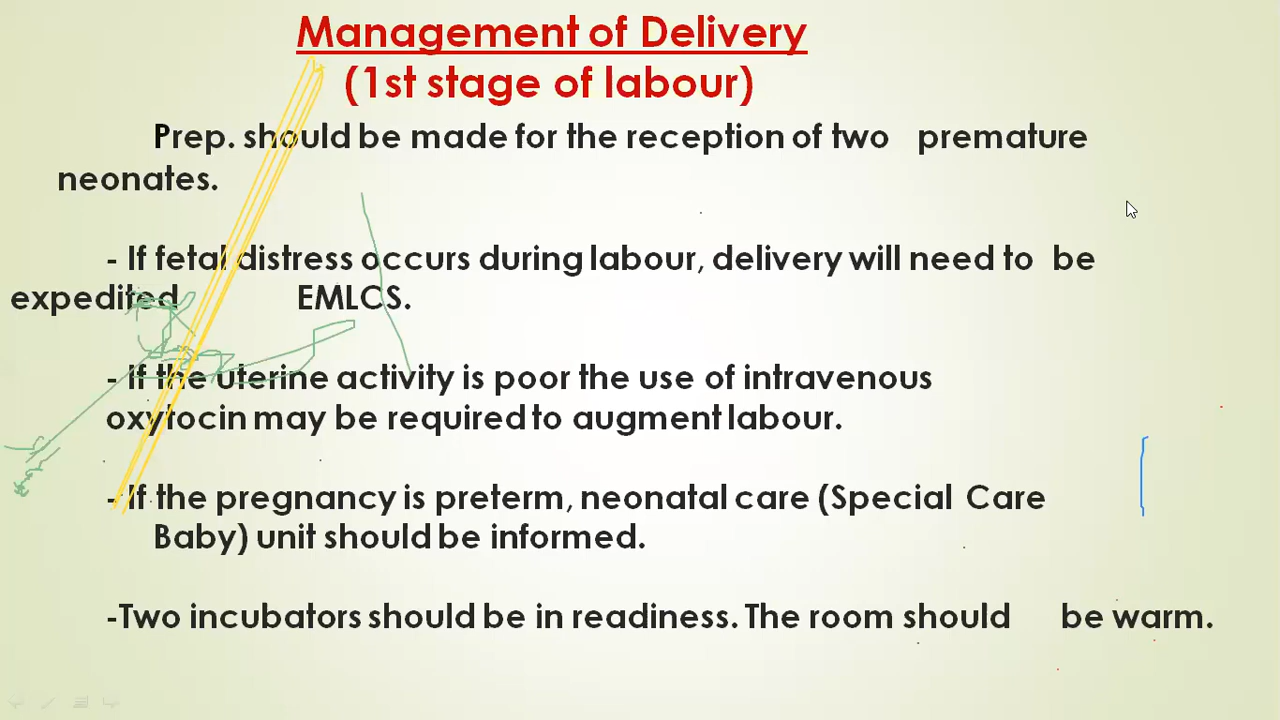 Management of Delivery
(1st stage of labour)
Prep. should be made for the reception of two premature
neonates.
- If fetal distress occurs during labour, delivery will need to be
expedited EMLCS.
- If the uterine activity is poor the use of intravenous
oxytocin may be required to augment labour.
- If the pregnancy is preterm, neonatal care (Special Care
Baby) unit should be informed.
-Two incubators should be in readiness. The room should be warm.